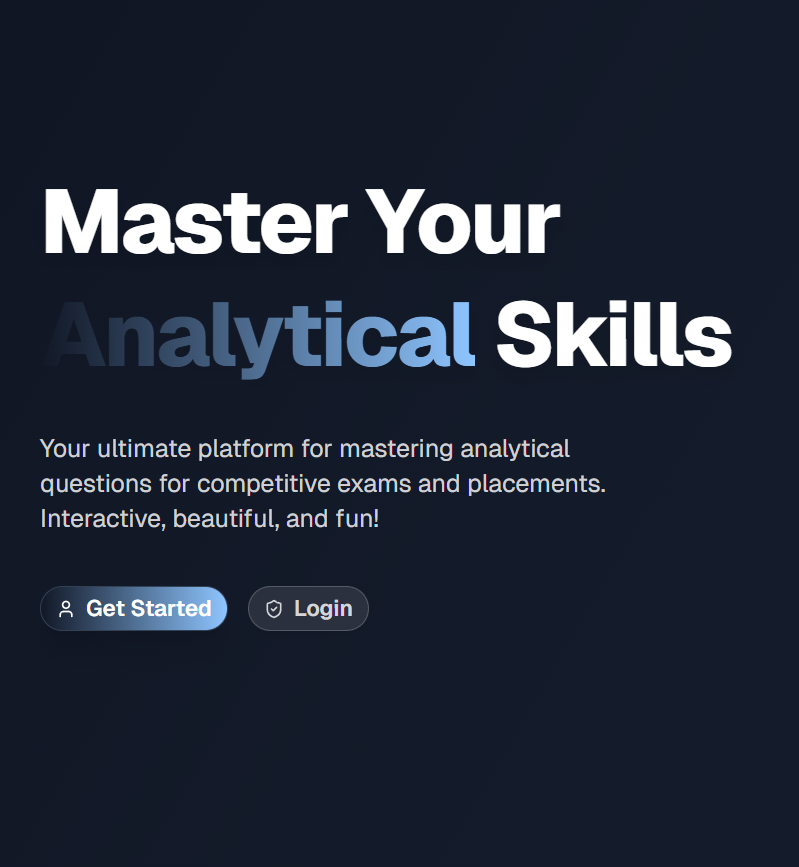 Master Your
Analytical Skills
Your ultimate platform for mastering analytical
questions for competitive exams and placements.
Interactive, beautiful, and fun!
Get Started
Login